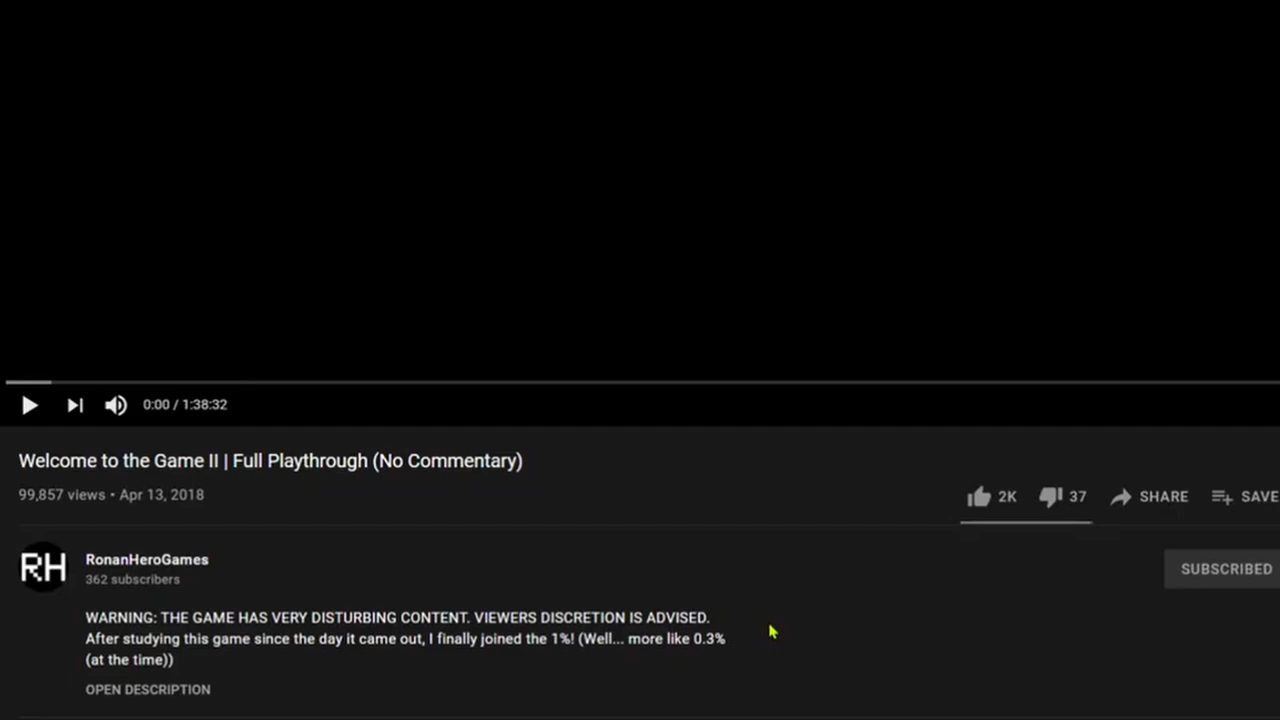 0:00 / 1:38:32
Welcome to the Game II | Full Playthrough (No Commentary)
99,857 views • Apr 13, 2018
2K
37
SHARE
SAVE
RH
RonanHeroGames
362 subscribers
SUBSCRIBED
WARNING: THE GAME HAS VERY DISTURBING CONTENT. VIEWERS DISCRETION IS ADVISED.
After studying this game since the day it came out, I finally joined the 1%! (Well... more like 0.3%
(at the time))
OPEN DESCRIPTION